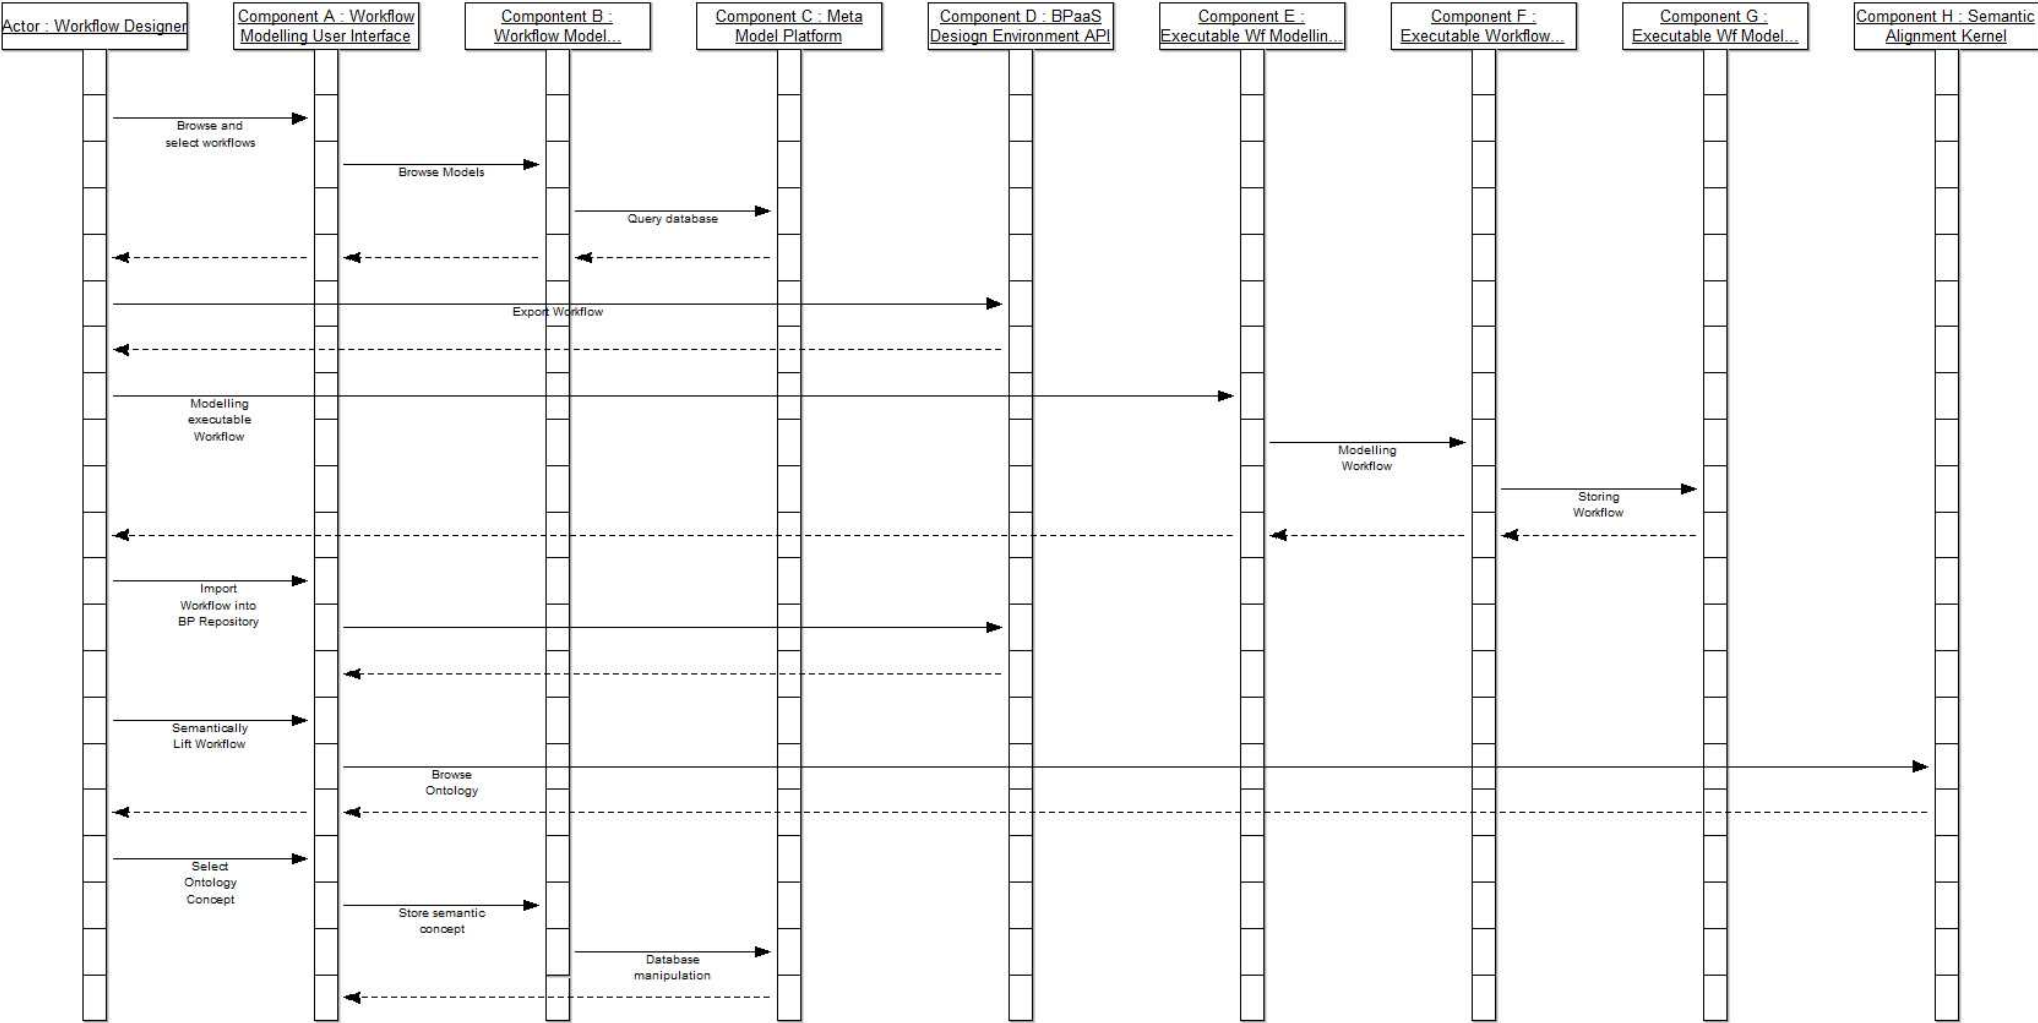 Actor : Workflow Designer
Component A : Workflow
Modelling User Interface
Compontent B :
Workflow Model...
Component C : Meta
Model Platform
Component D : BPaaS
Desiogn Environment API
Component E :
Executable Wf Modellin...
Component F :
Executable Workflow...
Component G :
Executable Wf Model...
Component H : Semantic
Alignment Kernel
Browse and
select workflows
Browse Models
Query database
Export Workflow
Modelling
executable
Workflow
Modelling
Workflow
Storing
Workflow
Import
Workflow into
BP Repository
Semantically
Lift Workflow
Browse
Ontology
Select
Ontology
Concept
Store semantic
concept
Database
manipulation